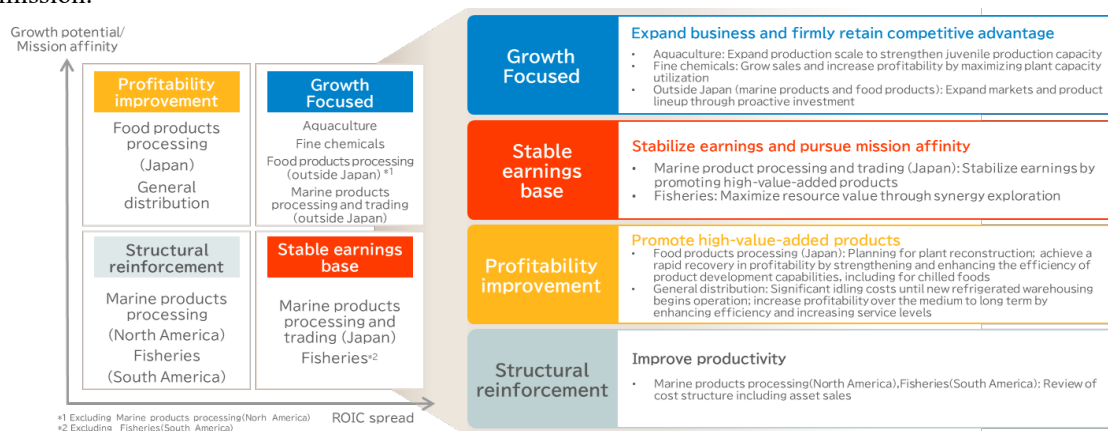 mission.
Growth potential/
Mission affinity
Profitability
improvement
Food products
processing
(Japan)
General
distribution
Growth
Focused
Aquaculture
Fine chemicals
Food products processing
(outside Japan) *1
Marine products
processing and trading
(outside Japan)
Structural
reinforcement
Marine products
processing
(North America)
Fisheries
(South America)
Stable earnings
base
Marine products
processing and
trading (Japan)
Fisheries*2
ROIC spread
*1 Excluding Marine products processing(Norh America)
*2 Excluding Fisheries(South America)
Growth
Focused
Expand business and firmly retain competitive advantage
• Aquaculture: Expand production scale to strengthen juvenile production capacity
• Fine chemicals: Grow sales and increase profitability by maximizing plant capacity
utilization
• Outside Japan (marine products and food products): Expand markets and product
lineup through proactive investment
Stable
earnings
base
Stabilize earnings and pursue mission affinity
• Marine product processing and trading (Japan): Stabilize earnings by
promoting high-value-added products
• Fisheries: Maximize resource value through synergy exploration
Profitability
improvement
Promote high-value-added products
• Food products processing (Japan): Planning for plant reconstruction; achieve a
rapid recovery in profitability by strengthening and enhancing the efficiency of
product development capabilities, including for chilled foods
• General distribution: Significant idling costs until new refrigerated warehousing
begins operation; increase profitability over the medium to long term by
enhancing efficiency and increasing service levels
Structural
reinforcement
Improve productivity
• Marine products processing(North America),Fisheries(South America): Review of
cost structure including asset sales